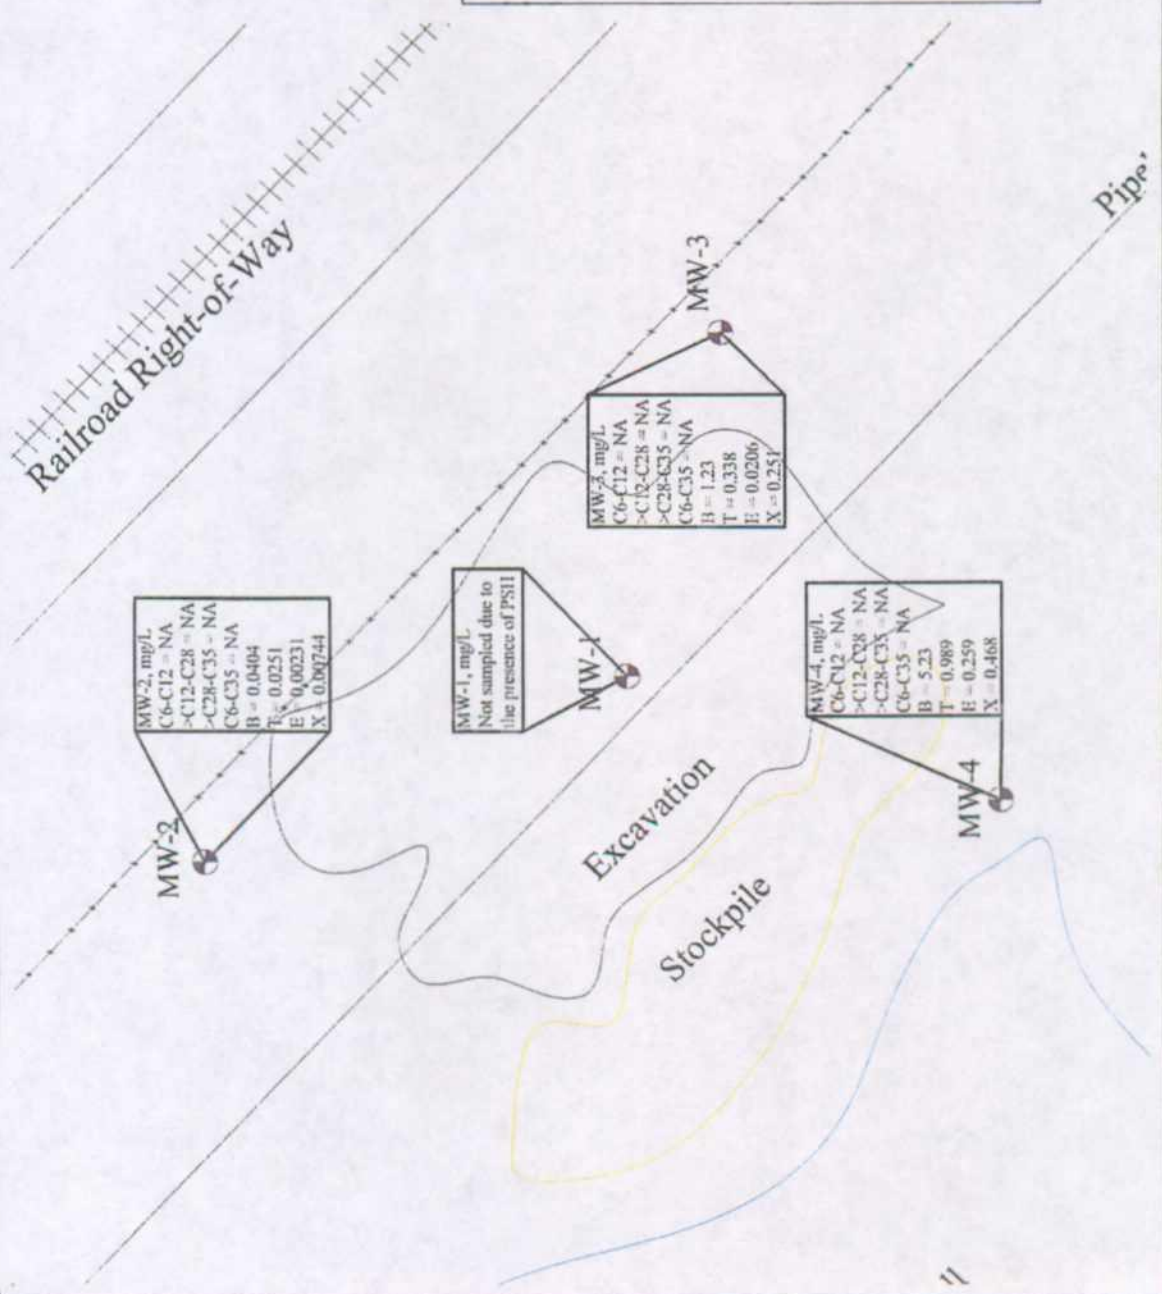 Railroad Right-of-Way
MW-2
MW-2, mg/L
C6-C12 = NA
>C12-C28 = NA
>C28-C35 = NA
C6-C35 = NA
B = 0.0404
T = 0.0251
E = 0.00231
X = 0.00744
MW-1, mg/L
Not sampled due to
the presence of PSH
MW-1
MW-3
MW-3, mg/L
C6-C12 = NA
>C12-C28 = NA
>C28-C35 = NA
C6-C35 = NA
B = 1.23
T = 0.338
E = 0.0206
X = 0.251
Excavation
Stockpile
MW-4, mg/L
C6-C12 = NA
>C12-C28 = NA
>C28-C35 = NA
C6-C35 = NA
B = 5.23
T = 0.989
E = 0.259
X = 0.468
MW-4